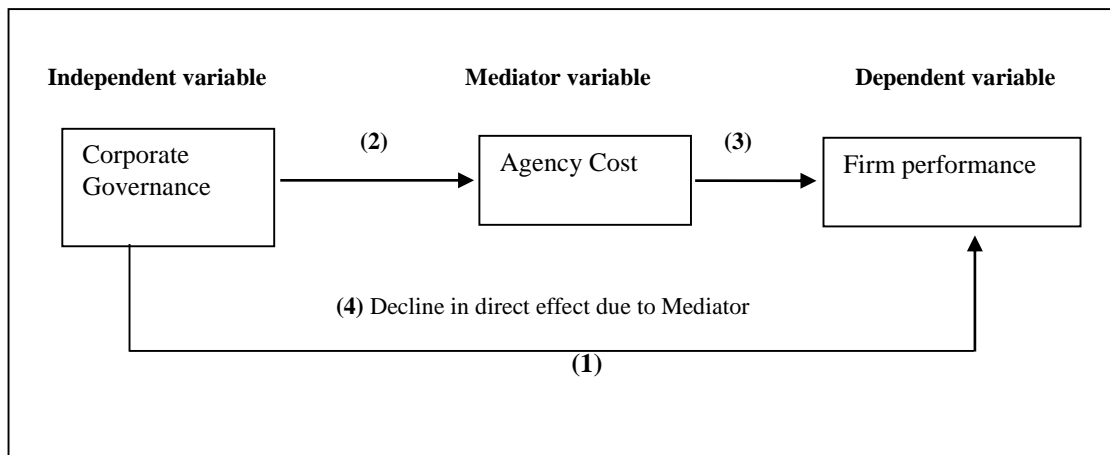 Independent variable
Mediator variable
Dependent variable
Corporate
Governance
(2)
Agency Cost
(3)
Firm performance
(4) Decline in direct effect due to Mediator
(1)